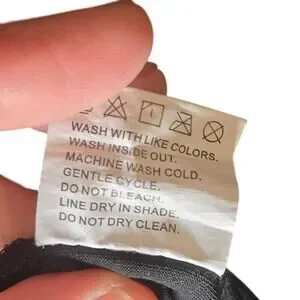 WASH WITH LIKE COLORS.
WASH INSIDE OUT.
MACHINE WASH COLD.
GENTLE CYCLE.
DO NOT BLEACH.
LINE DRY IN SHADE.
DO NOT DRY CLEAN.